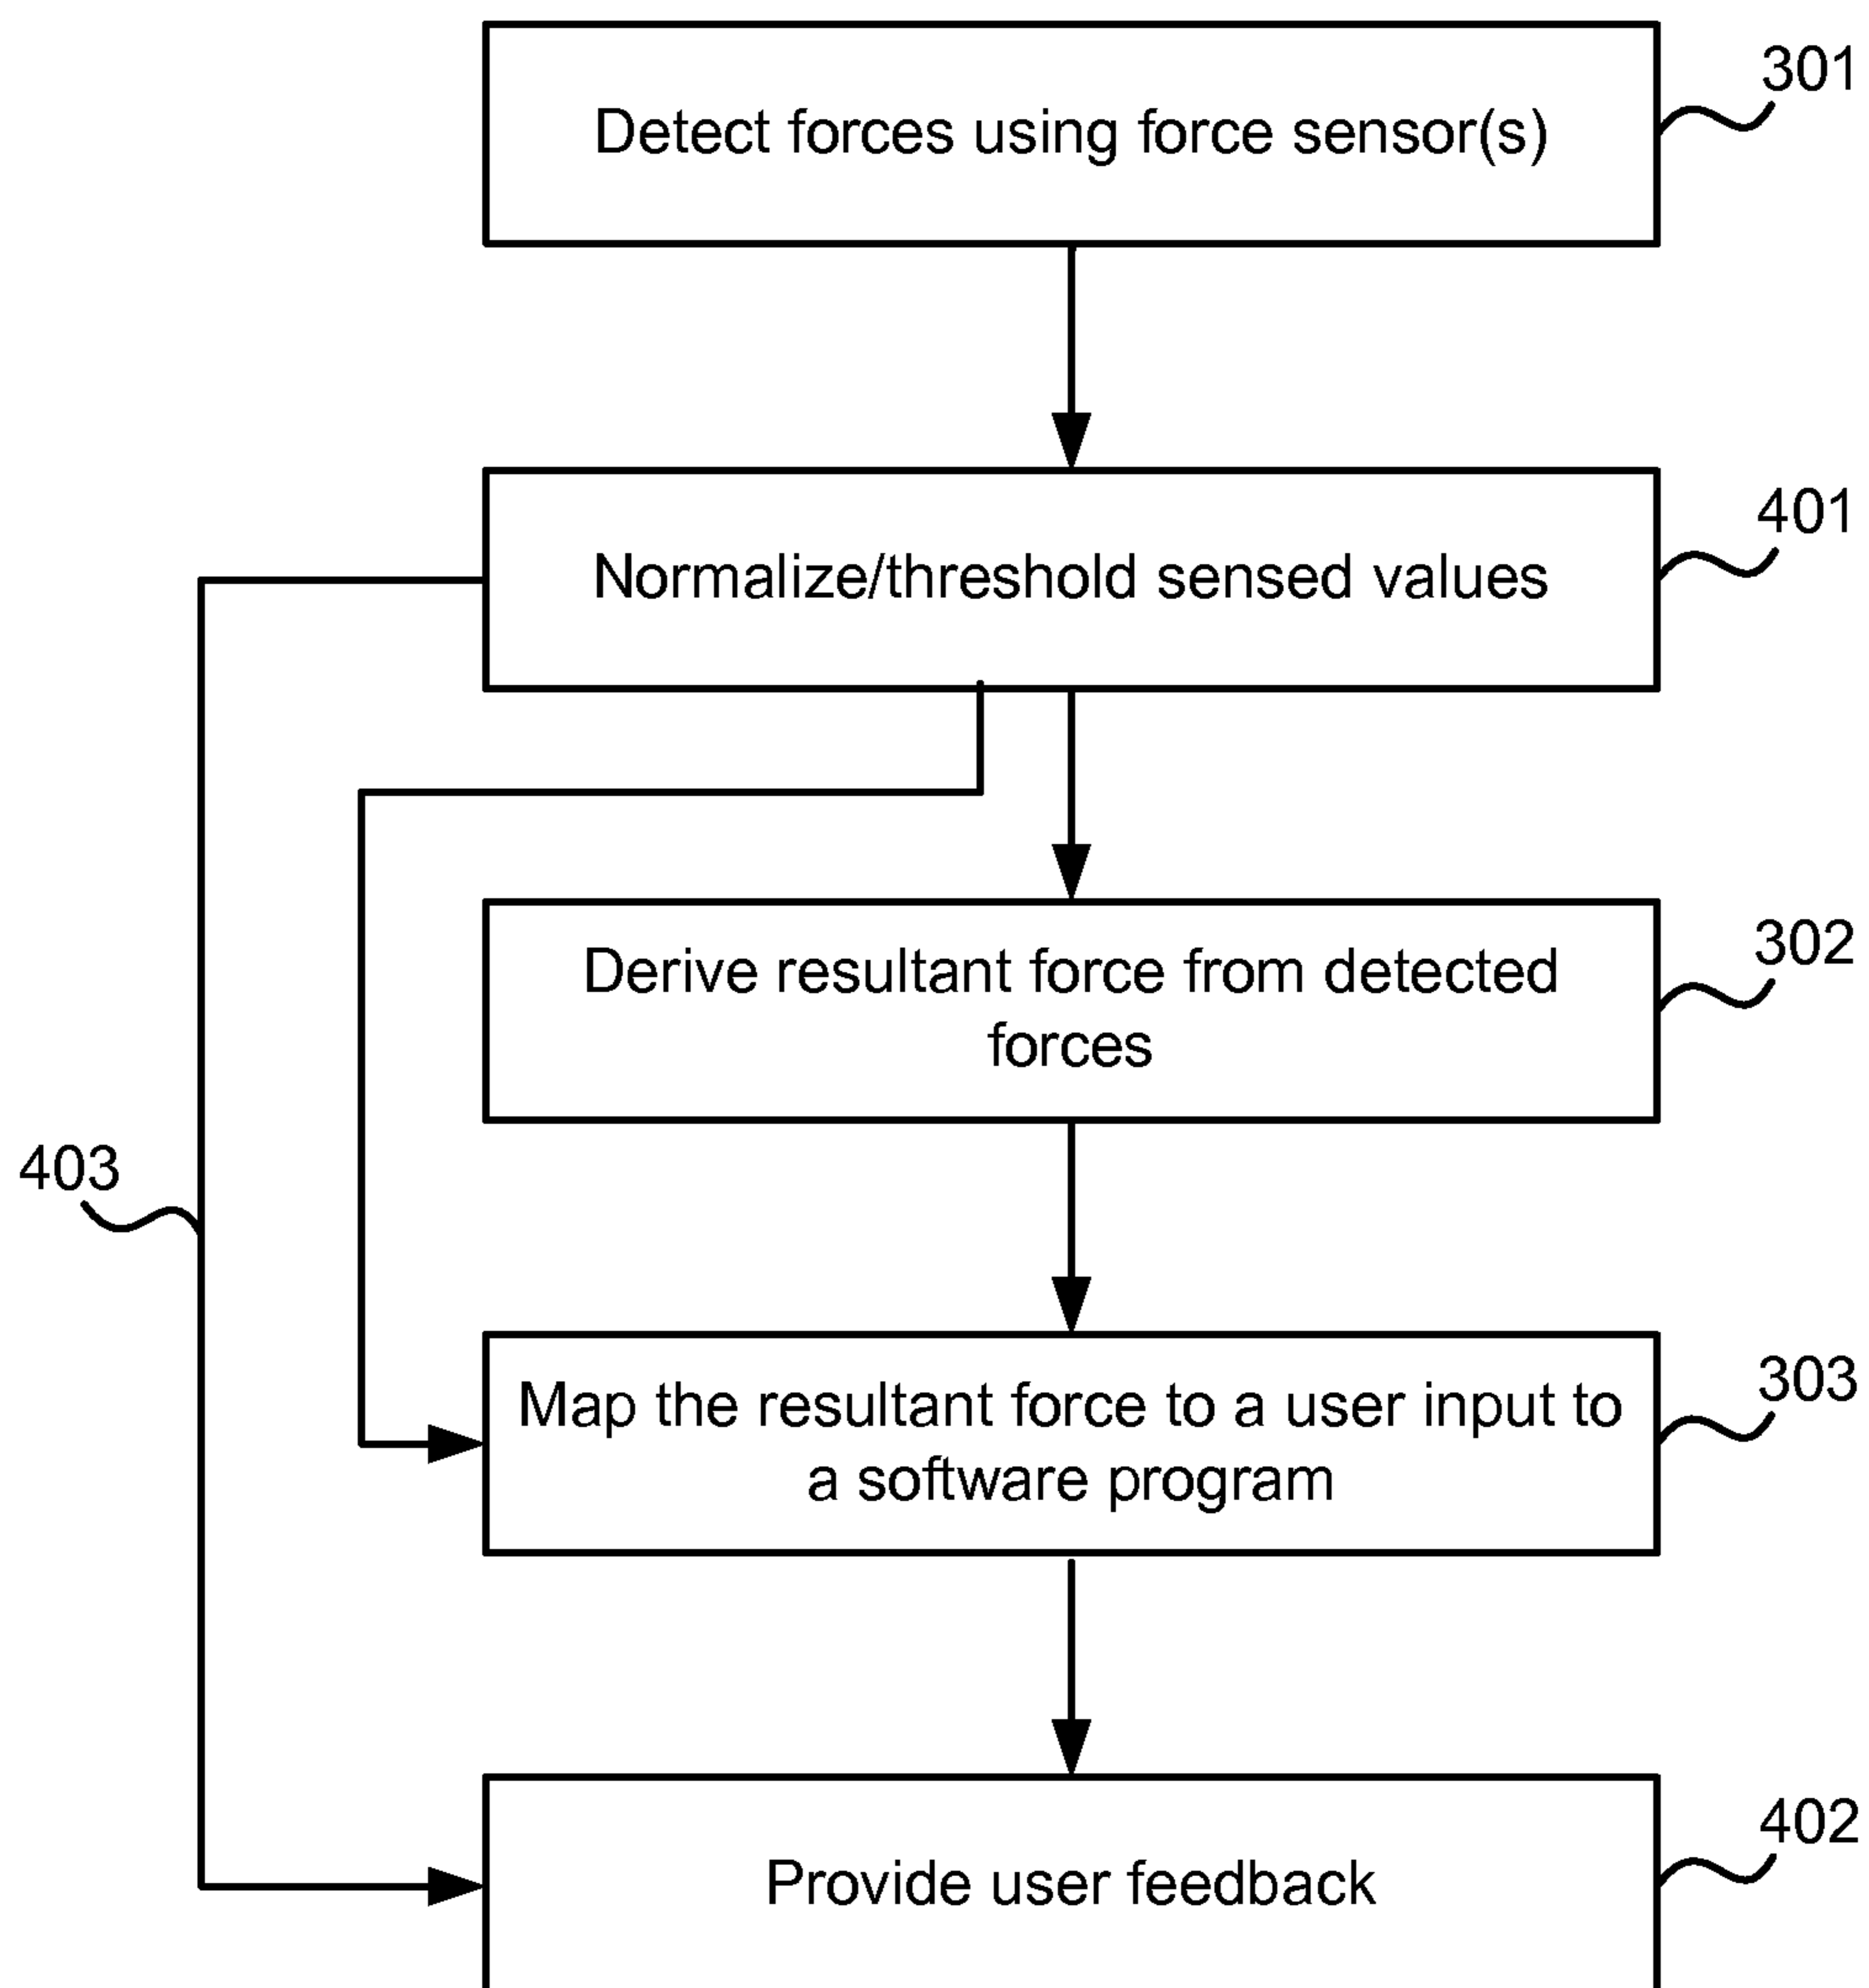 301
Detect forces using force sensor(s)
401
Normalize/threshold sensed values
302
Derive resultant force from detected
forces
403
303
Map the resultant force to a user input to
a software program
402
Provide user feedback